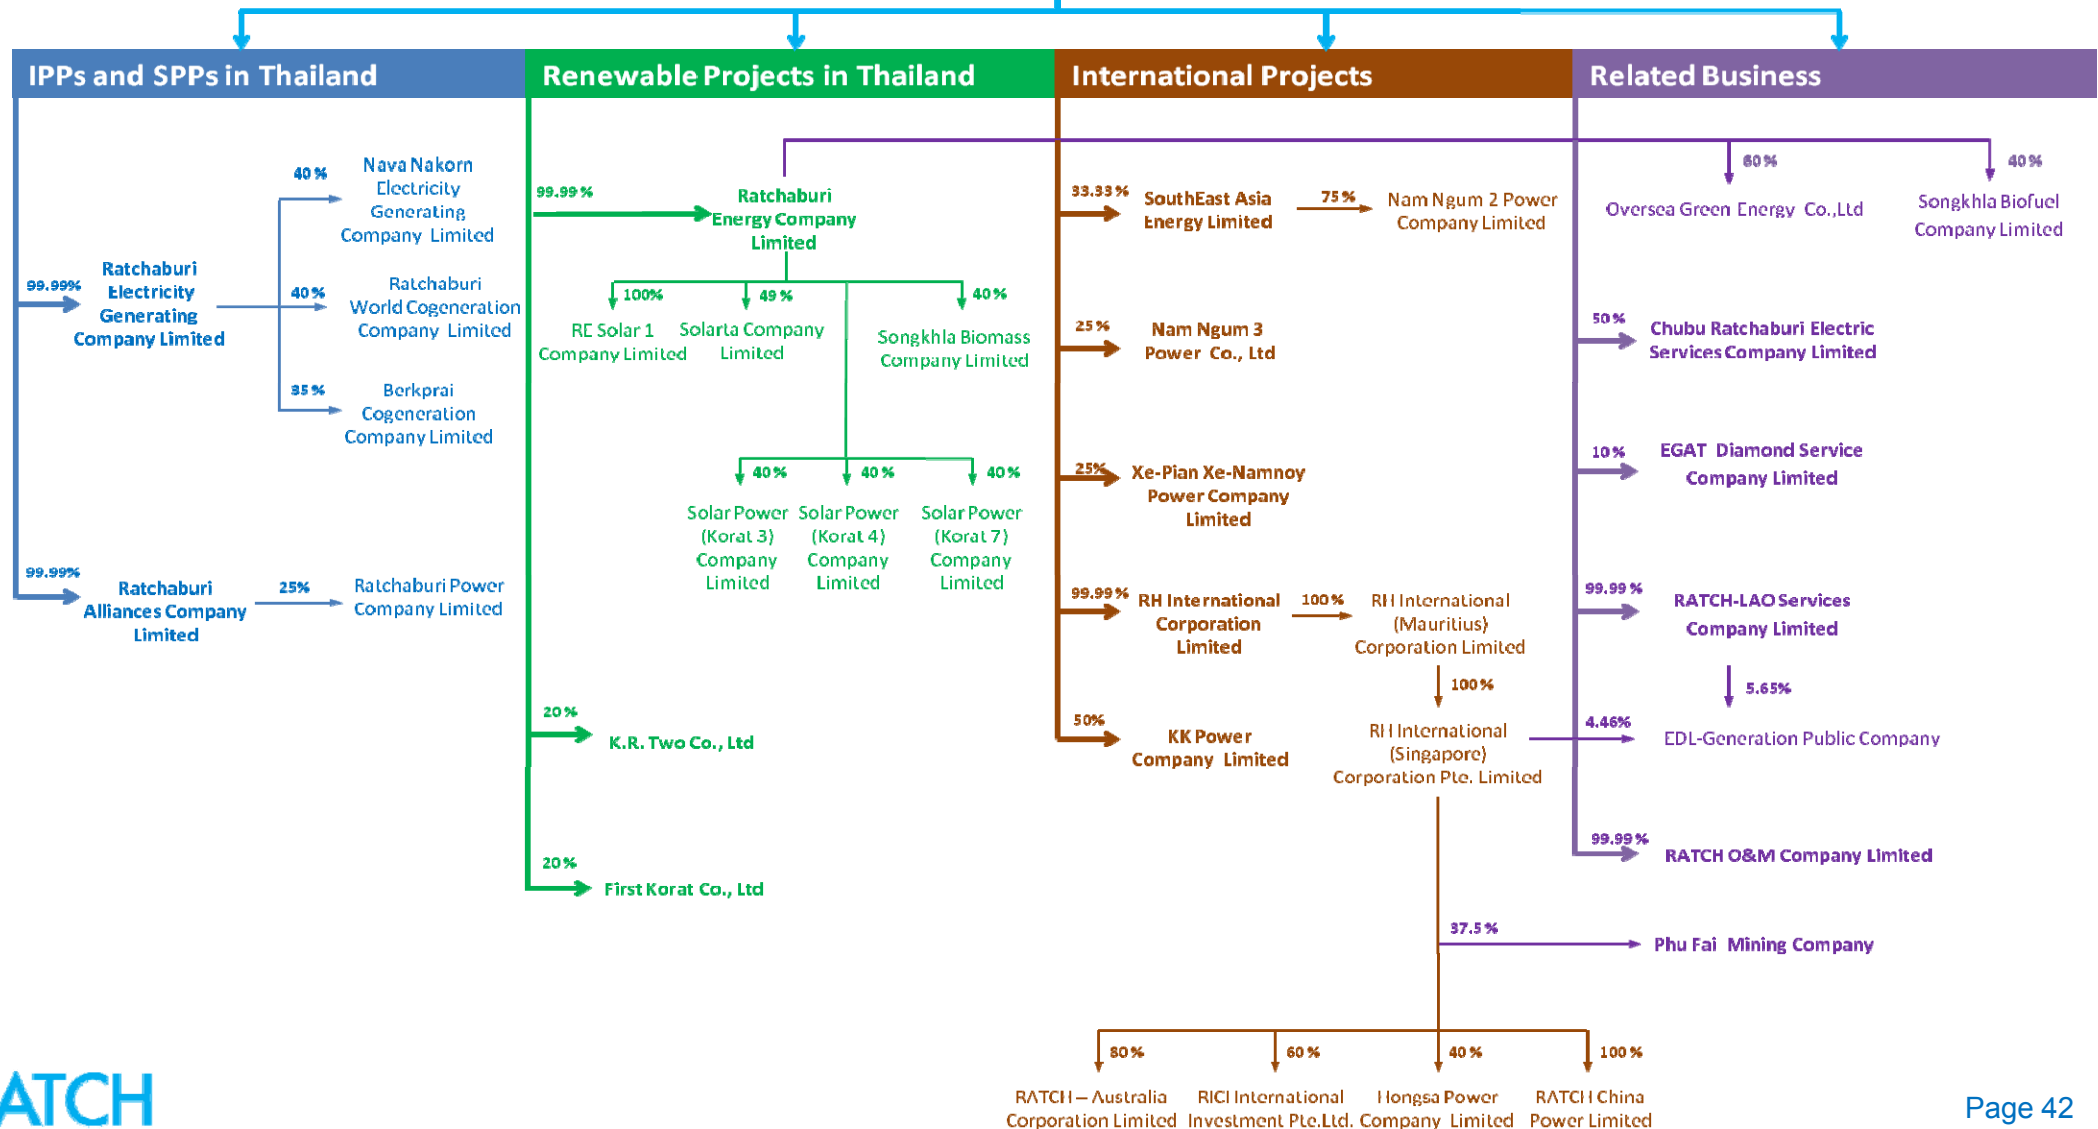 IPPs and SPPs in Thailand
99.99%
Ratchaburi
Electricity
Generating
Company Limited
40%
Nava Nakorn
Electricity
Generating
Company Limited
40%
Ratchaburi
World Cogeneration
Company Limited
35%
Berkprai
Cogeneration
Company Limited
99.99%
Ratchaburi
Alliances Company
Limited
25%
Ratchaburi Power
Company Limited
Renewable Projects in Thailand
99.99%
Ratchaburi
Energy Company
Limited
100%
RE Solar 1
Company Limited
49%
Solarta Company
Limited
40%
Songkhla Biomass
Company Limited
40%
Solar Power
(Korat 3)
Company
Limited
40%
Solar Power
(Korat 4)
Company
Limited
40%
Solar Power
(Korat 7)
Company
Limited
20%
K.R. Two Co., Ltd
20%
First Korat Co., Ltd
International Projects
33.33%
SouthEast Asia
Energy Limited
75%
Nam Ngum 2 Power
Company Limited
25%
Nam Ngum 3
Power Co., Ltd
25%
Xe-Pian Xe-Namnoy
Power Company
Limited
99.99%
RH International
Corporation
Limited
100%
RH International
(Mauritius)
Corporation Limited
100%
RH International
(Singapore)
Corporation Pte. Limited
50%
KK Power
Company Limited
80%
RATCH – Australia
Corporation Limited
60%
RICI International
Investment Pte.Ltd.
40%
Hongsa Power
Company Limited
100%
RATCH China
Power Limited
Related Business
60%
Oversea Green Energy Co.,Ltd
40%
Songkhla Biofuel
Company Limited
50%
Chubu Ratchaburi Electric
Services Company Limited
10%
EGAT Diamond Service
Company Limited
99.99%
RATCH-LAO Services
Company Limited
5.65%
4.46%
EDL-Generation Public Company
99.99%
RATCH O&M Company Limited
37.5%
Phu Fai Mining Company
ATCH
Page 42